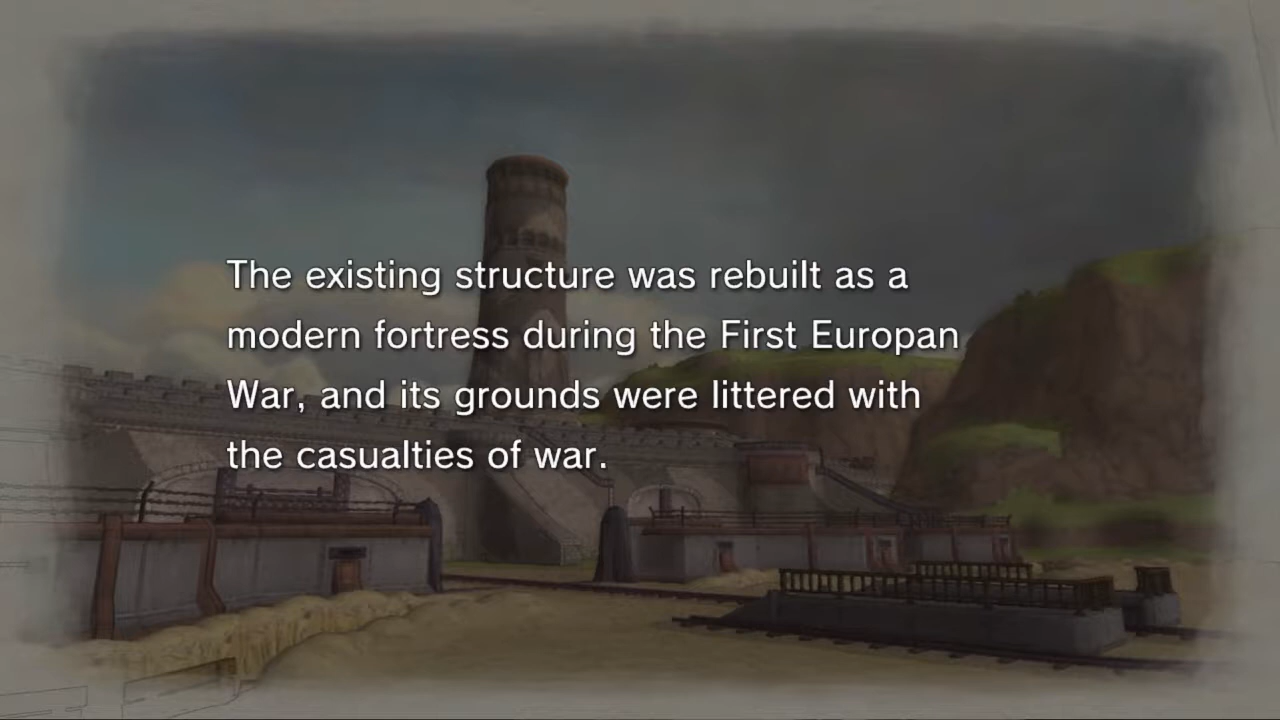 The existing structure was rebuilt as a
modern fortress during the First Europan
War, and its grounds were littered with
the casualties of war.